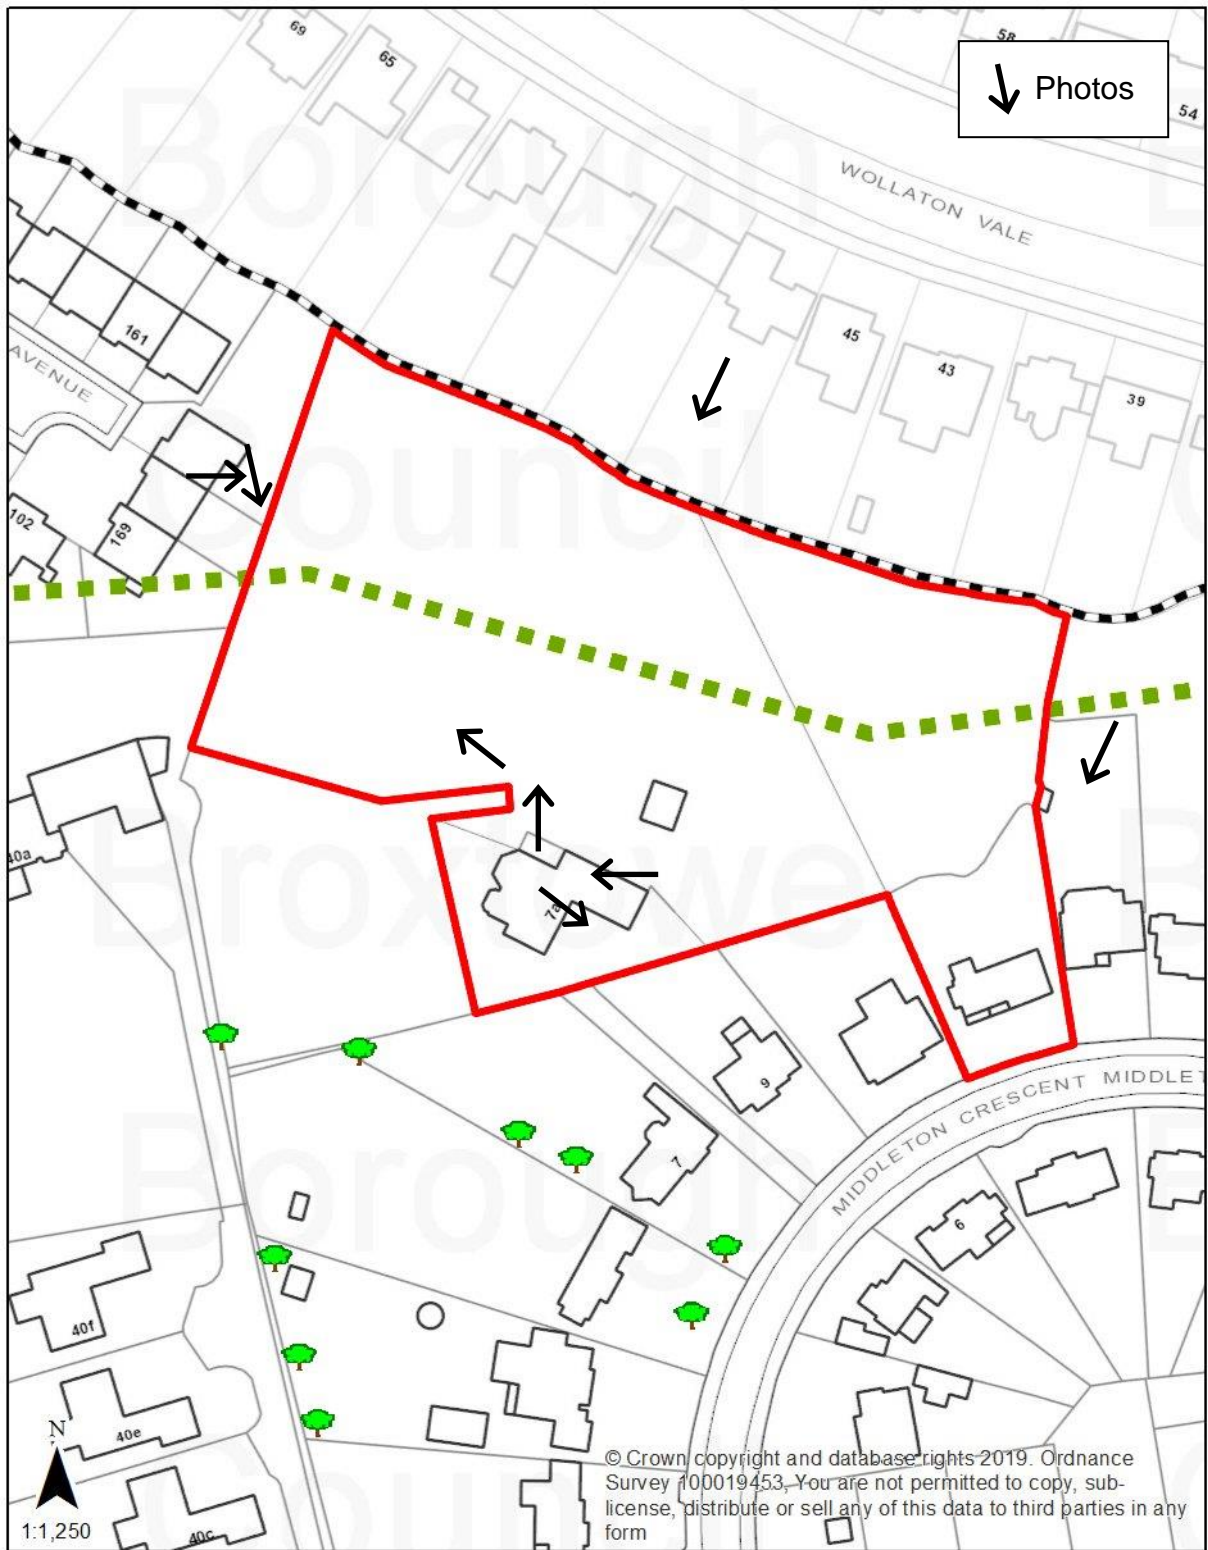 69
65
58
Photos
54
WOLLATON VALE
161
AVENUE
45
43
39
102
169
40a
7a
9
MIDDLETON CRESCENT MIDDLET
7
6
40f
40e
40c
N
1:1,250
© Crown copyright and database rights 2019. Ordnance
Survey 100019453, You are not permitted to copy, sub-
license, distribute or sell any of this data to third parties in any
form
Borough
Council
Broxtowe
Borough
Council